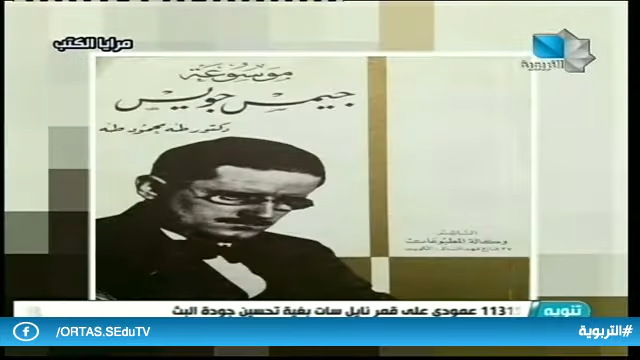 مرايا الكتب
التربوية
موسوعة
جيمس جويس
دكتور طه محمود طه
الناشر
وكالة المطبوعات
تنويه
11311 عمودي على قمر نايل سات بغية تحسين جودة البث
/ORTAS.SEduTV
#التربوية